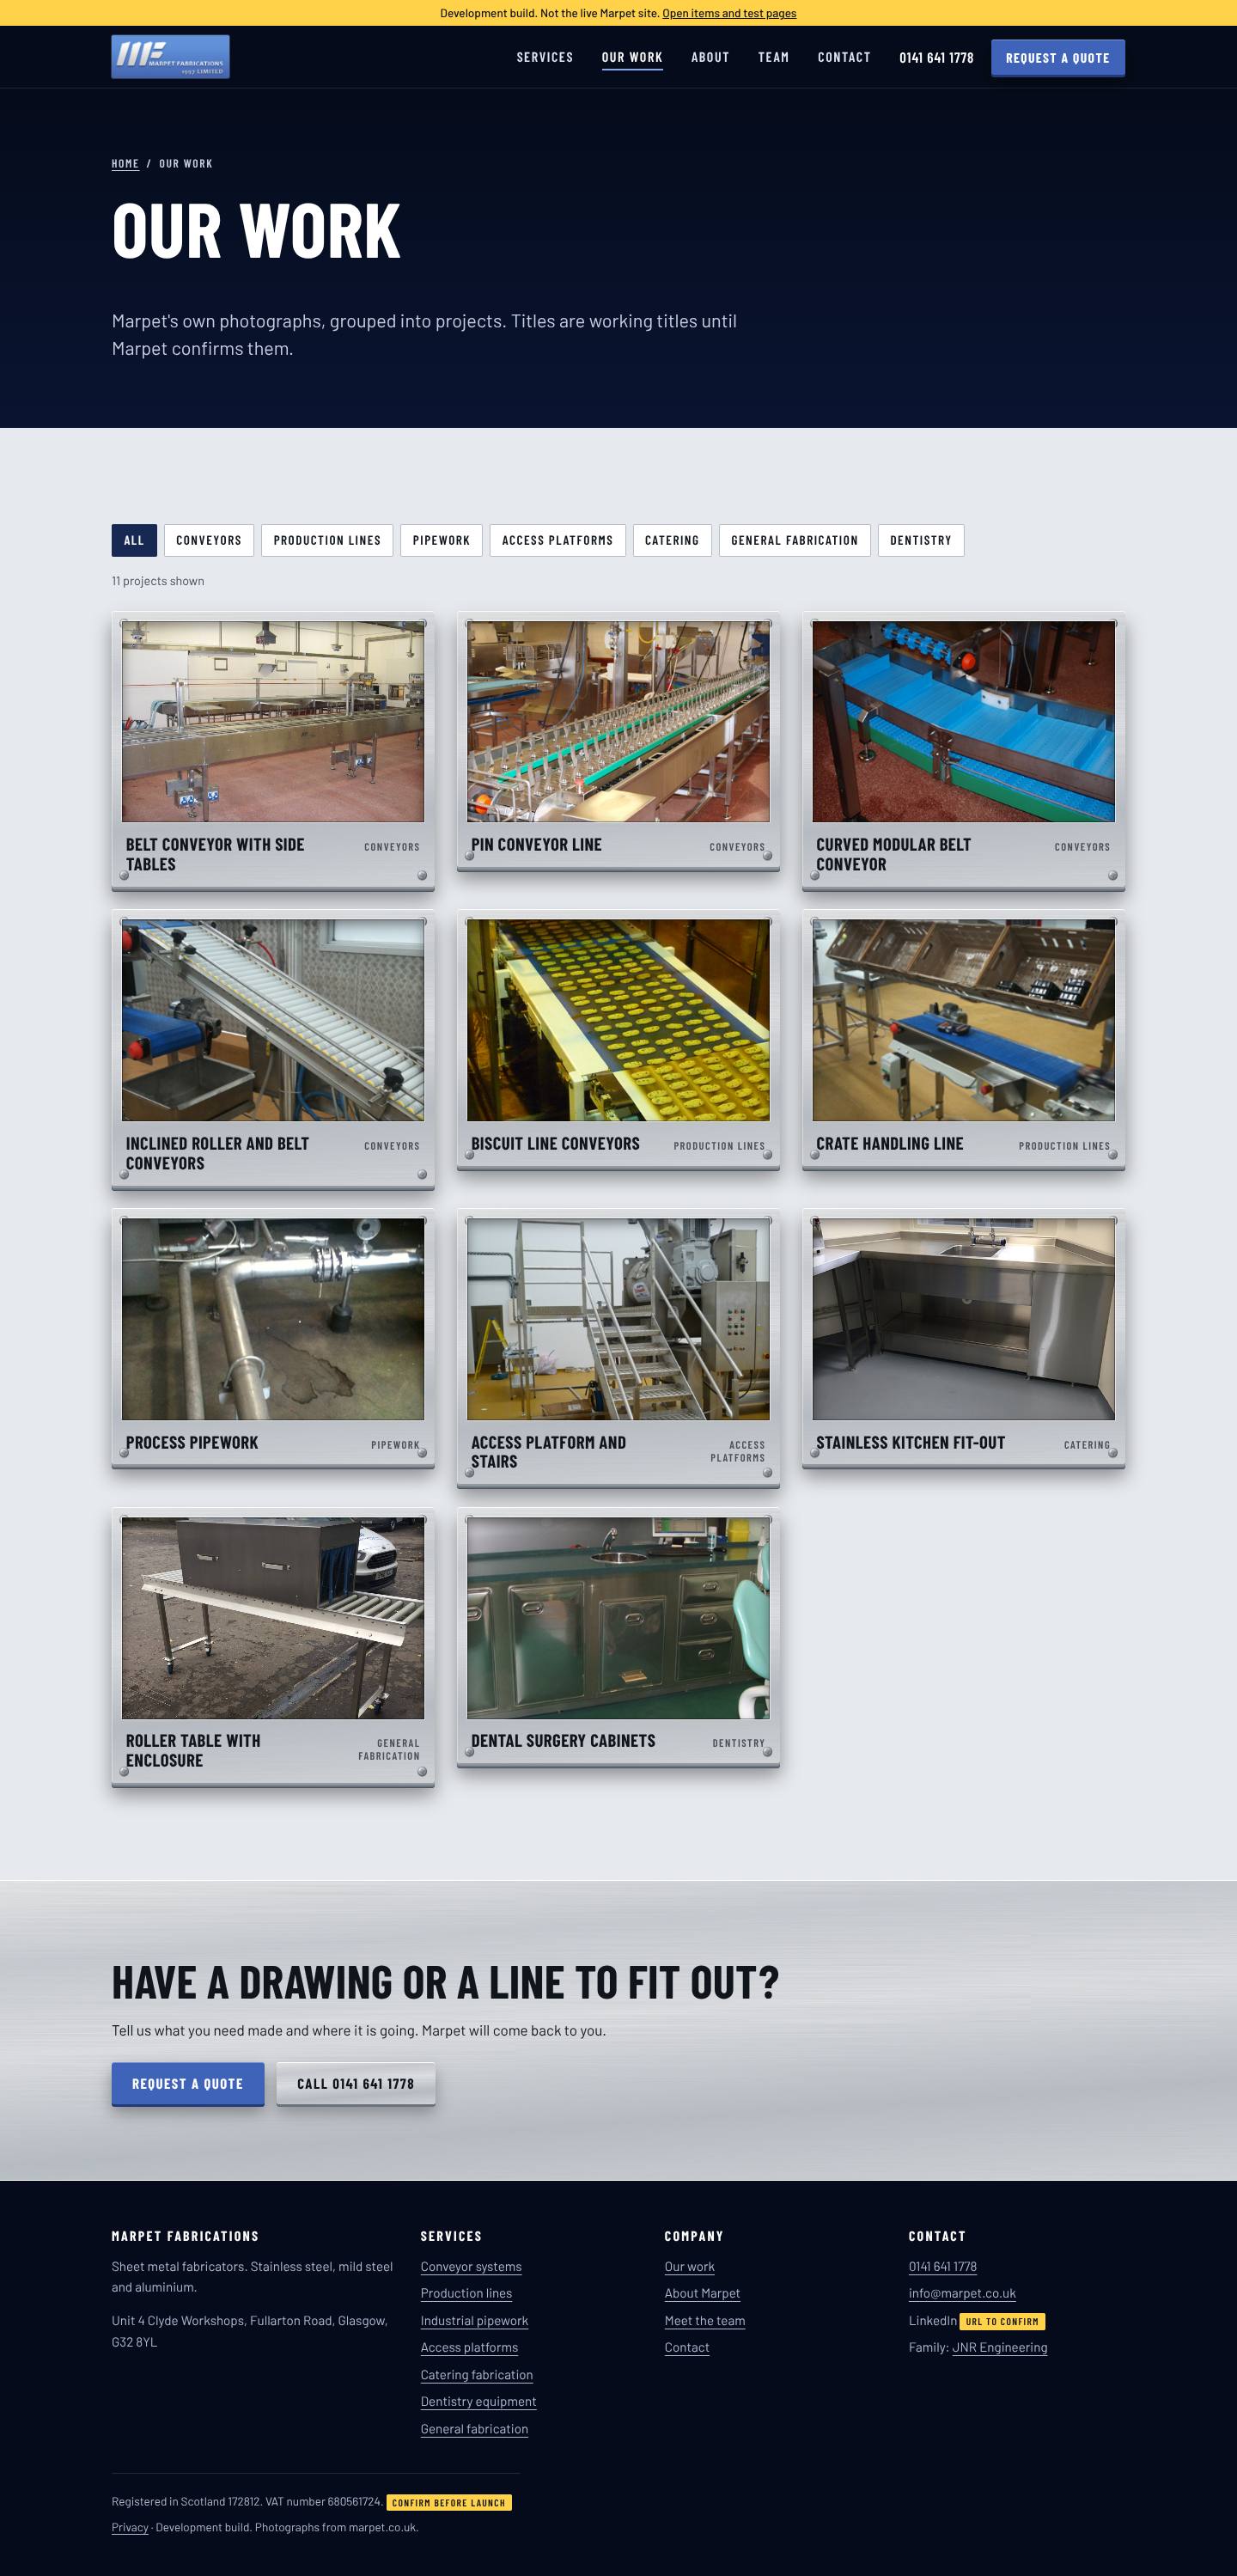 Development build. Not the live Marpet site. Open items and test pages
MARPET FABRICATIONS
1997 LIMITED
SERVICES OUR WORK ABOUT TEAM CONTACT 0141 641 1778 REQUEST A QUOTE
HOME / OUR WORK
OUR WORK
Marpet's own photographs, grouped into projects. Titles are working titles until
Marpet confirms them.
ALL CONVEYORS PRODUCTION LINES PIPEWORK ACCESS PLATFORMS CATERING GENERAL FABRICATION DENTISTRY
11 projects shown
BELT CONVEYOR WITH SIDE
TABLES
CONVEYORS
PIN CONVEYOR LINE
CONVEYORS
CURVED MODULAR BELT
CONVEYOR
CONVEYORS
INCLINED ROLLER AND BELT
CONVEYORS
CONVEYORS
BISCUIT LINE CONVEYORS
PRODUCTION LINES
CRATE HANDLING LINE
PRODUCTION LINES
PROCESS PIPEWORK
PIPEWORK
ACCESS PLATFORM AND
STAIRS
ACCESS
PLATFORMS
STAINLESS KITCHEN FIT-OUT
CATERING
ROLLER TABLE WITH
ENCLOSURE
GENERAL
FABRICATION
DENTAL SURGERY CABINETS
DENTISTRY
HAVE A DRAWING OR A LINE TO FIT OUT?
Tell us what you need made and where it is going. Marpet will come back to you.
REQUEST A QUOTE
CALL 0141 641 1778
MARPET FABRICATIONS
Sheet metal fabricators. Stainless steel, mild steel
and aluminium.
Unit 4 Clyde Workshops, Fullarton Road, Glasgow,
G32 8YL
SERVICES
Conveyor systems
Production lines
Industrial pipework
Access platforms
Catering fabrication
Dentistry equipment
General fabrication
COMPANY
Our work
About Marpet
Meet the team
Contact
CONTACT
0141 641 1778
info@marpet.co.uk
LinkedIn URL TO CONFIRM
Family: JNR Engineering
Registered in Scotland 172812. VAT number 680561724. CONFIRM BEFORE LAUNCH
Privacy · Development build. Photographs from marpet.co.uk.